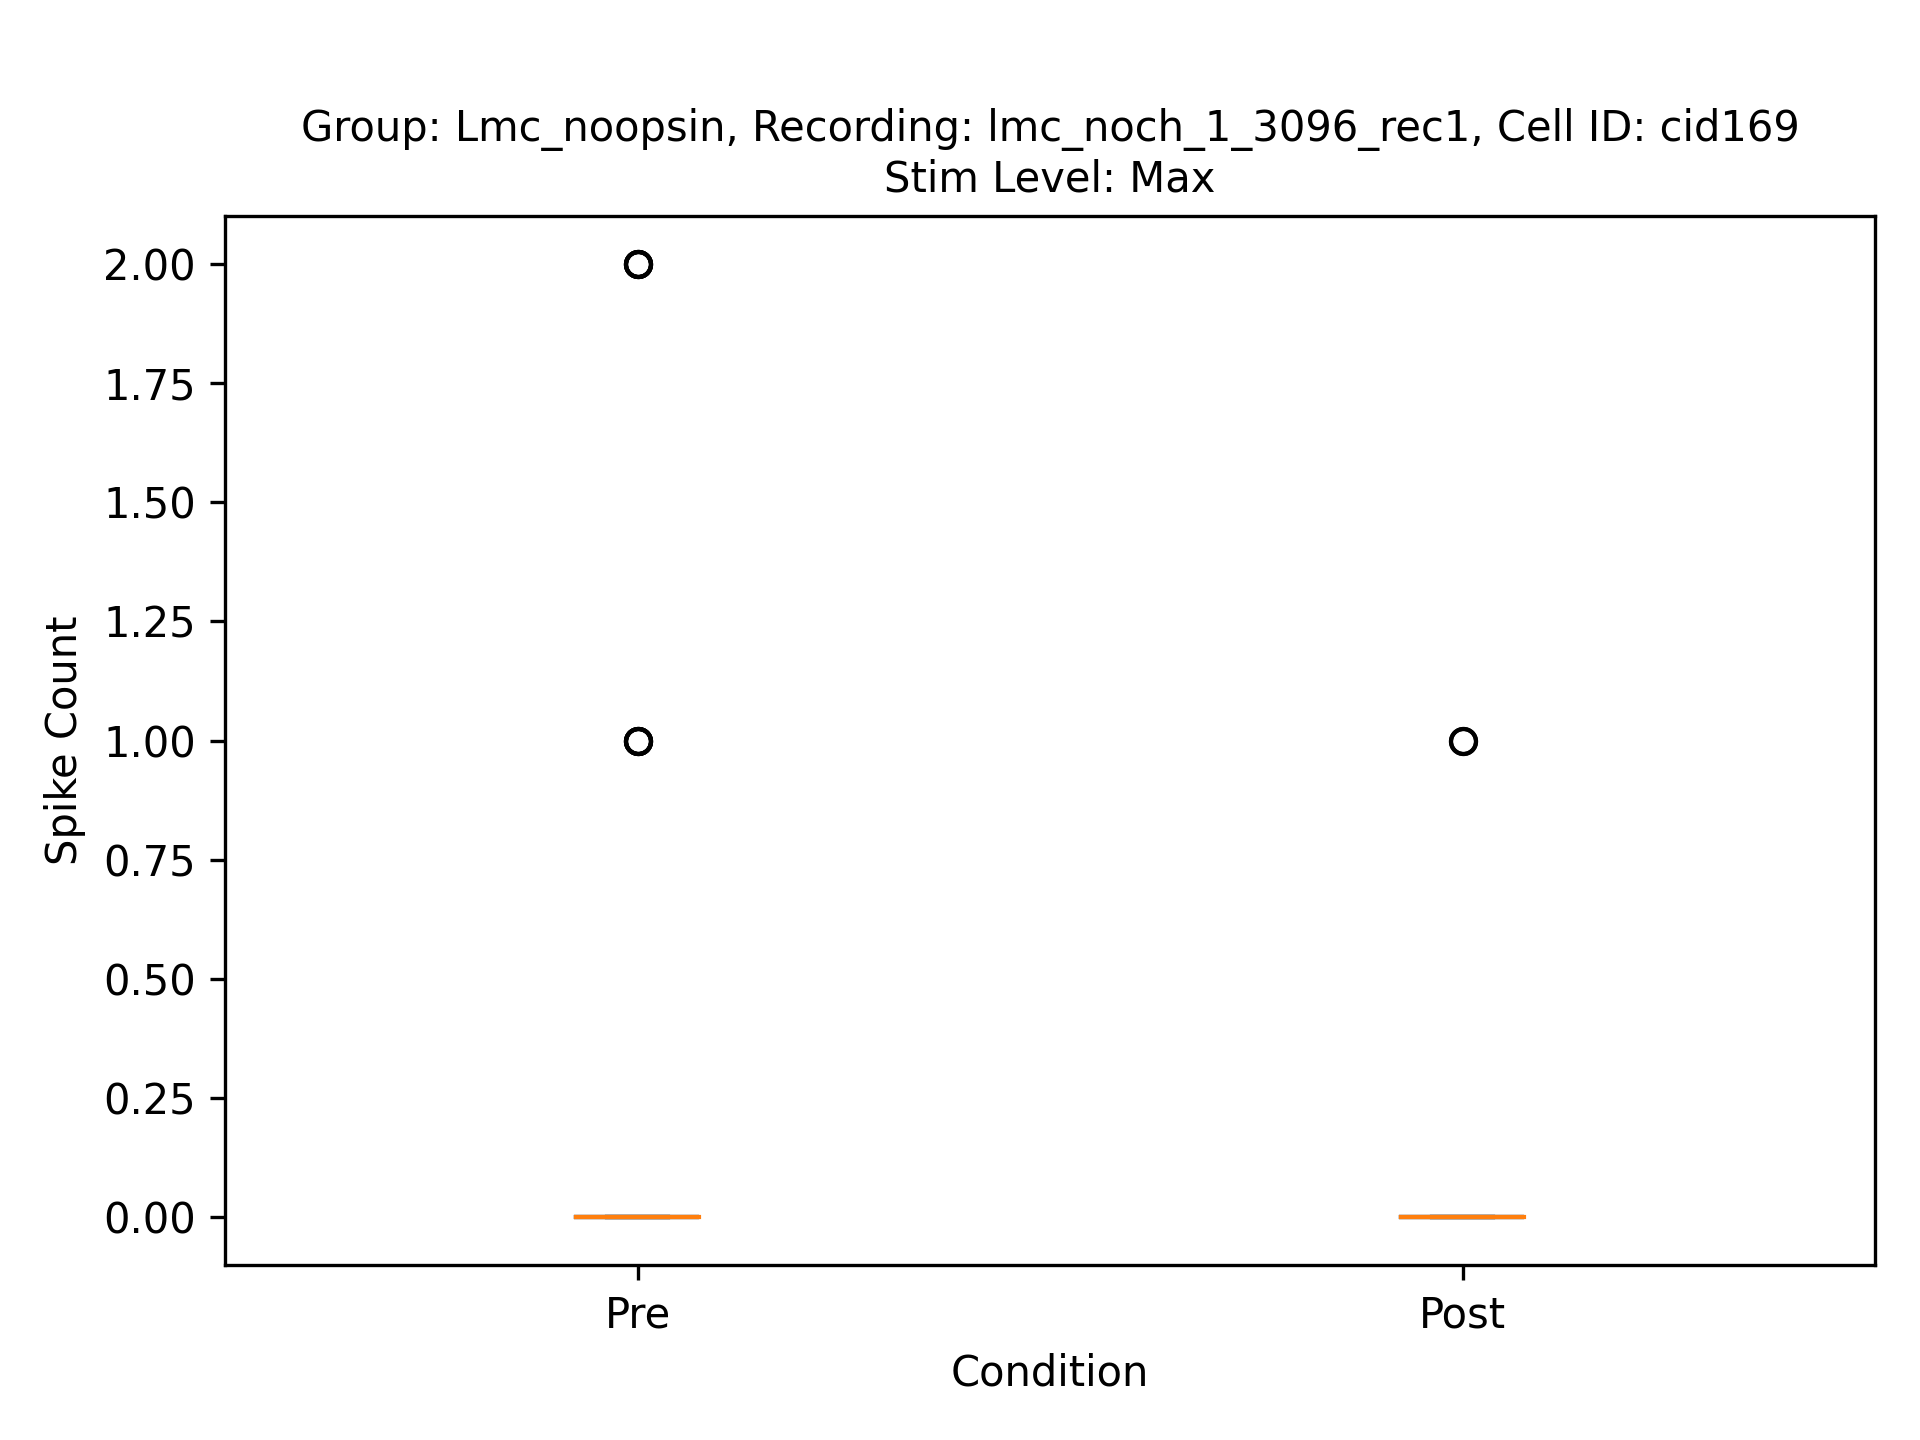 Group: Lmc_noopsin, Recording: lmc_noch_1_3096_rec1, Cell ID: cid169
Stim Level: Max
2.00
1.75
1.50
1.25
1.00
0.75
0.50
0.25
0.00
Spike Count
Pre
Post
Condition